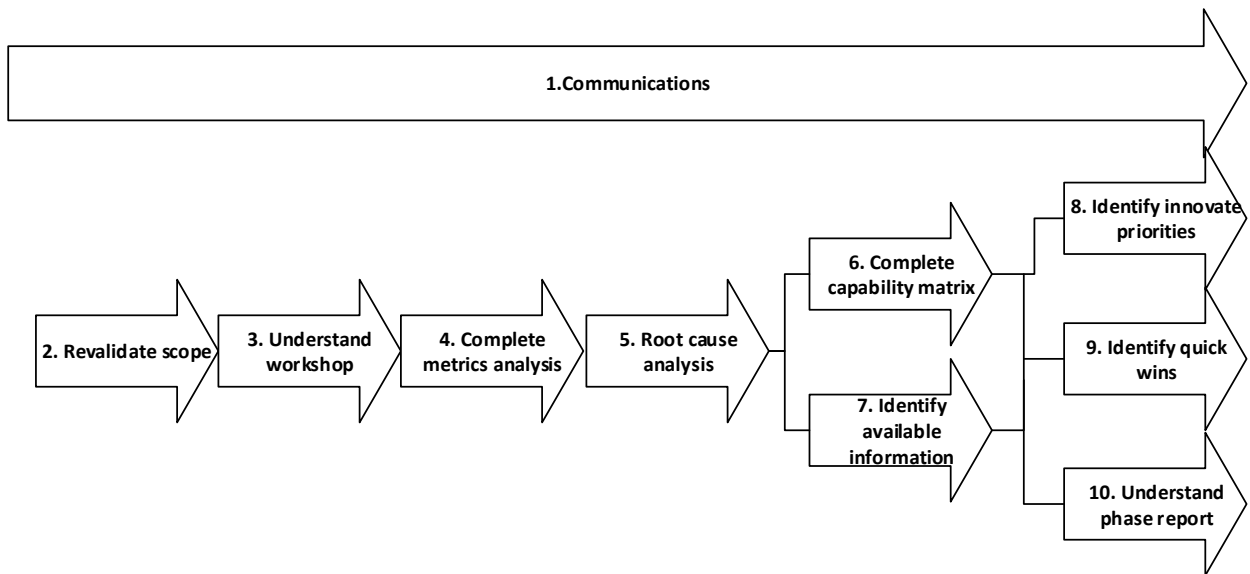 1.Communications
2. Revalidate scope
3. Understand
workshop
4. Complete
metrics analysis
5. Root cause
analysis
6. Complete
capability matrix
7. Identify
available
information
8. Identify innovate
priorities
9. Identify quick
wins
10. Understand
phase report